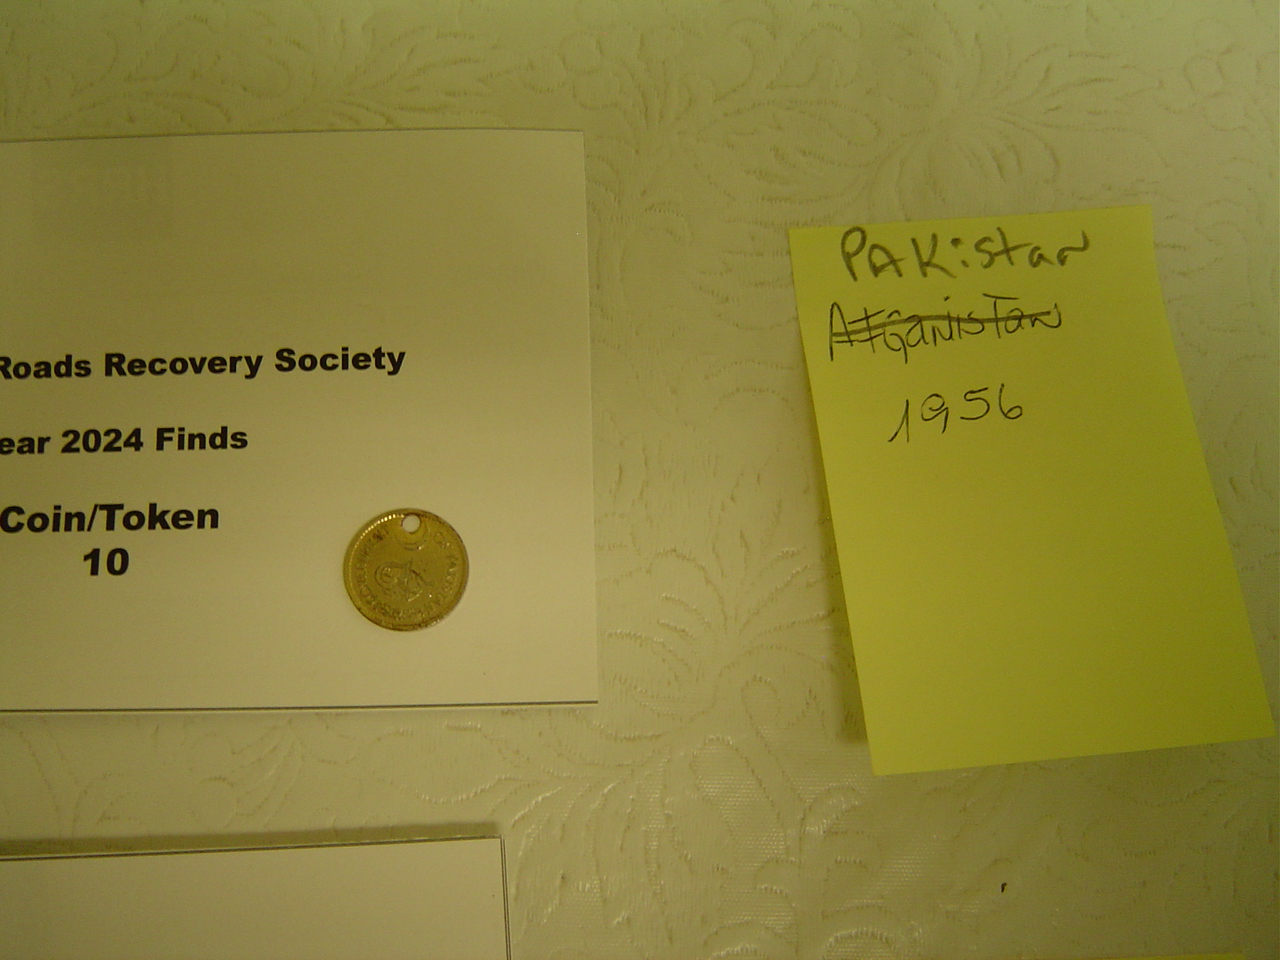 Roads Recovery Society
ear 2024 Finds
Coin/Token
10
PAKistan
Afganistan
1956